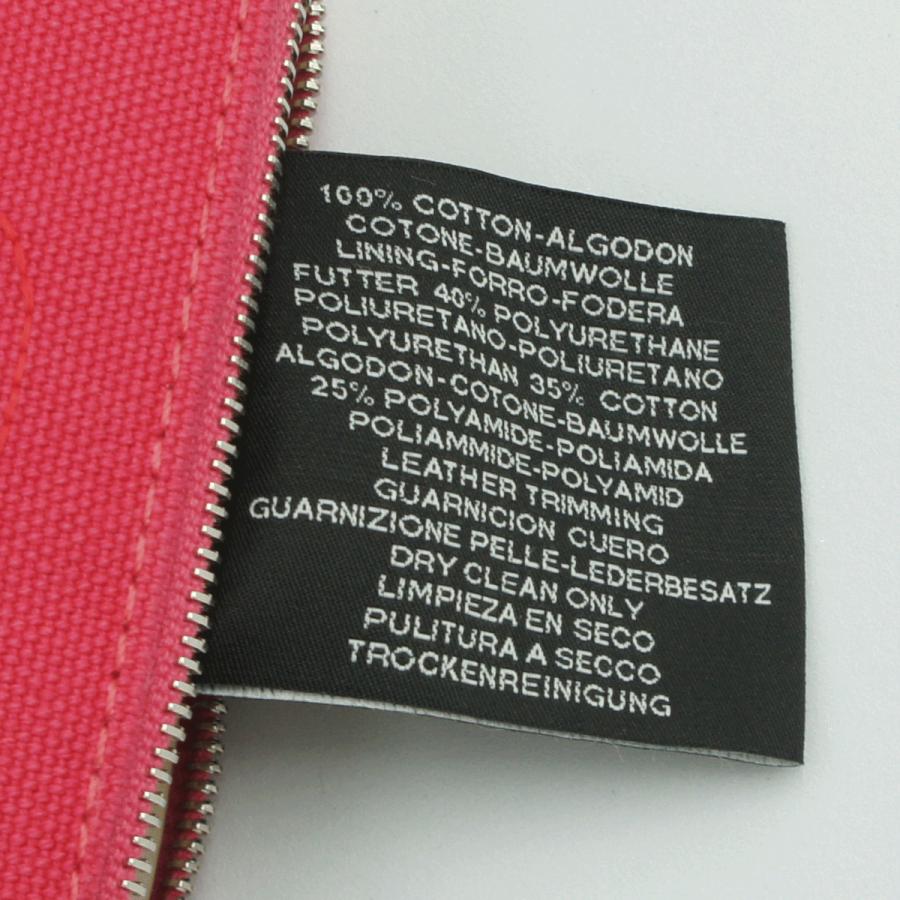 100% COTTON-ALGODON
COTONE-BAUMWOLLE
LINING-FORRO-FODERA
FUTTER 40% POLYURETHANE
POLIURETANO-POLIURETANO
POLYURETHAN 35% COTTON
ALGODON-COTONE-BAUMWOLLE
25% POLYAMIDE-POLIAMIDA
POLIAMMIDE-POLYAMID
LEATHER TRIMMING
GUARNICION CUERO
GUARNIZIONE PELLE-LEDERBESATZ
DRY CLEAN ONLY
LIMPIEZA EN SECO
PULITURA A SECCO
TROCKENREINIGUNG